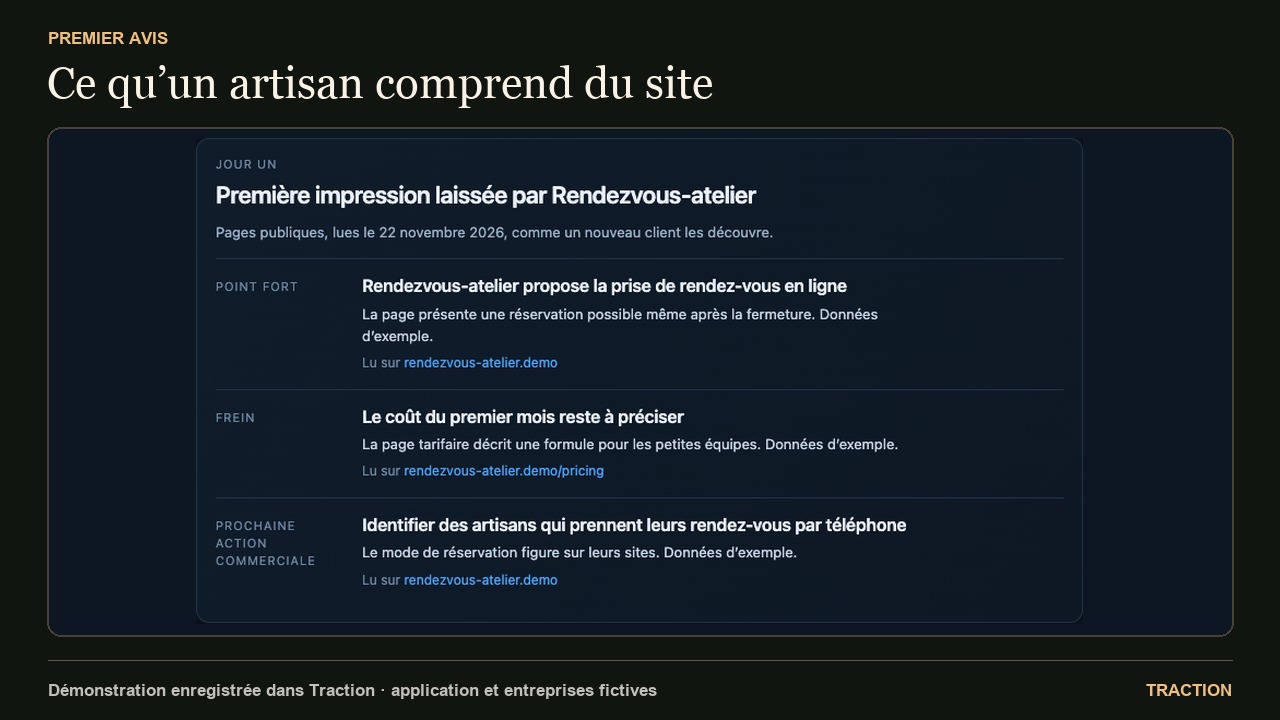 PREMIER AVIS
Ce qu’un artisan comprend du site
JOUR UN
Première impression laissée par Rendezvous-atelier
Pages publiques, lues le 22 novembre 2026, comme un nouveau client les découvre.
POINT FORT
Rendezvous-atelier propose la prise de rendez-vous en ligne
La page présente une réservation possible même après la fermeture. Données
d’exemple.
Lu sur rendezvous-atelier.demo
FREIN
Le coût du premier mois reste à préciser
La page tarifaire décrit une formule pour les petites équipes. Données d’exemple.
Lu sur rendezvous-atelier.demo/pricing
PROCHAINE
ACTION
COMMERCIALE
Identifier des artisans qui prennent leurs rendez-vous par téléphone
Le mode de réservation figure sur leurs sites. Données d’exemple.
Lu sur rendezvous-atelier.demo
Démonstration enregistrée dans Traction · application et entreprises fictives
TRACTION